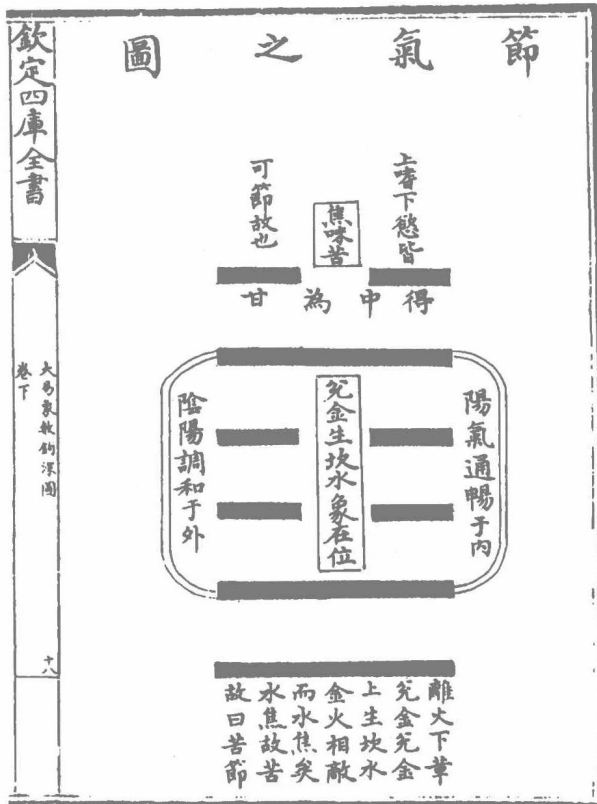 節氣之圖
欽定四庫全書
大易象數鉤深圖
卷下
十八
上嗜下慾皆
可節故也
焦味苦
得中為甘
陽氣通暢于内
兌金生坎水象在位
陰陽調和于外
離火下革
兌金兌金
上生坎水
金火相敵
而水焦矣
水焦故苦
故曰苦節